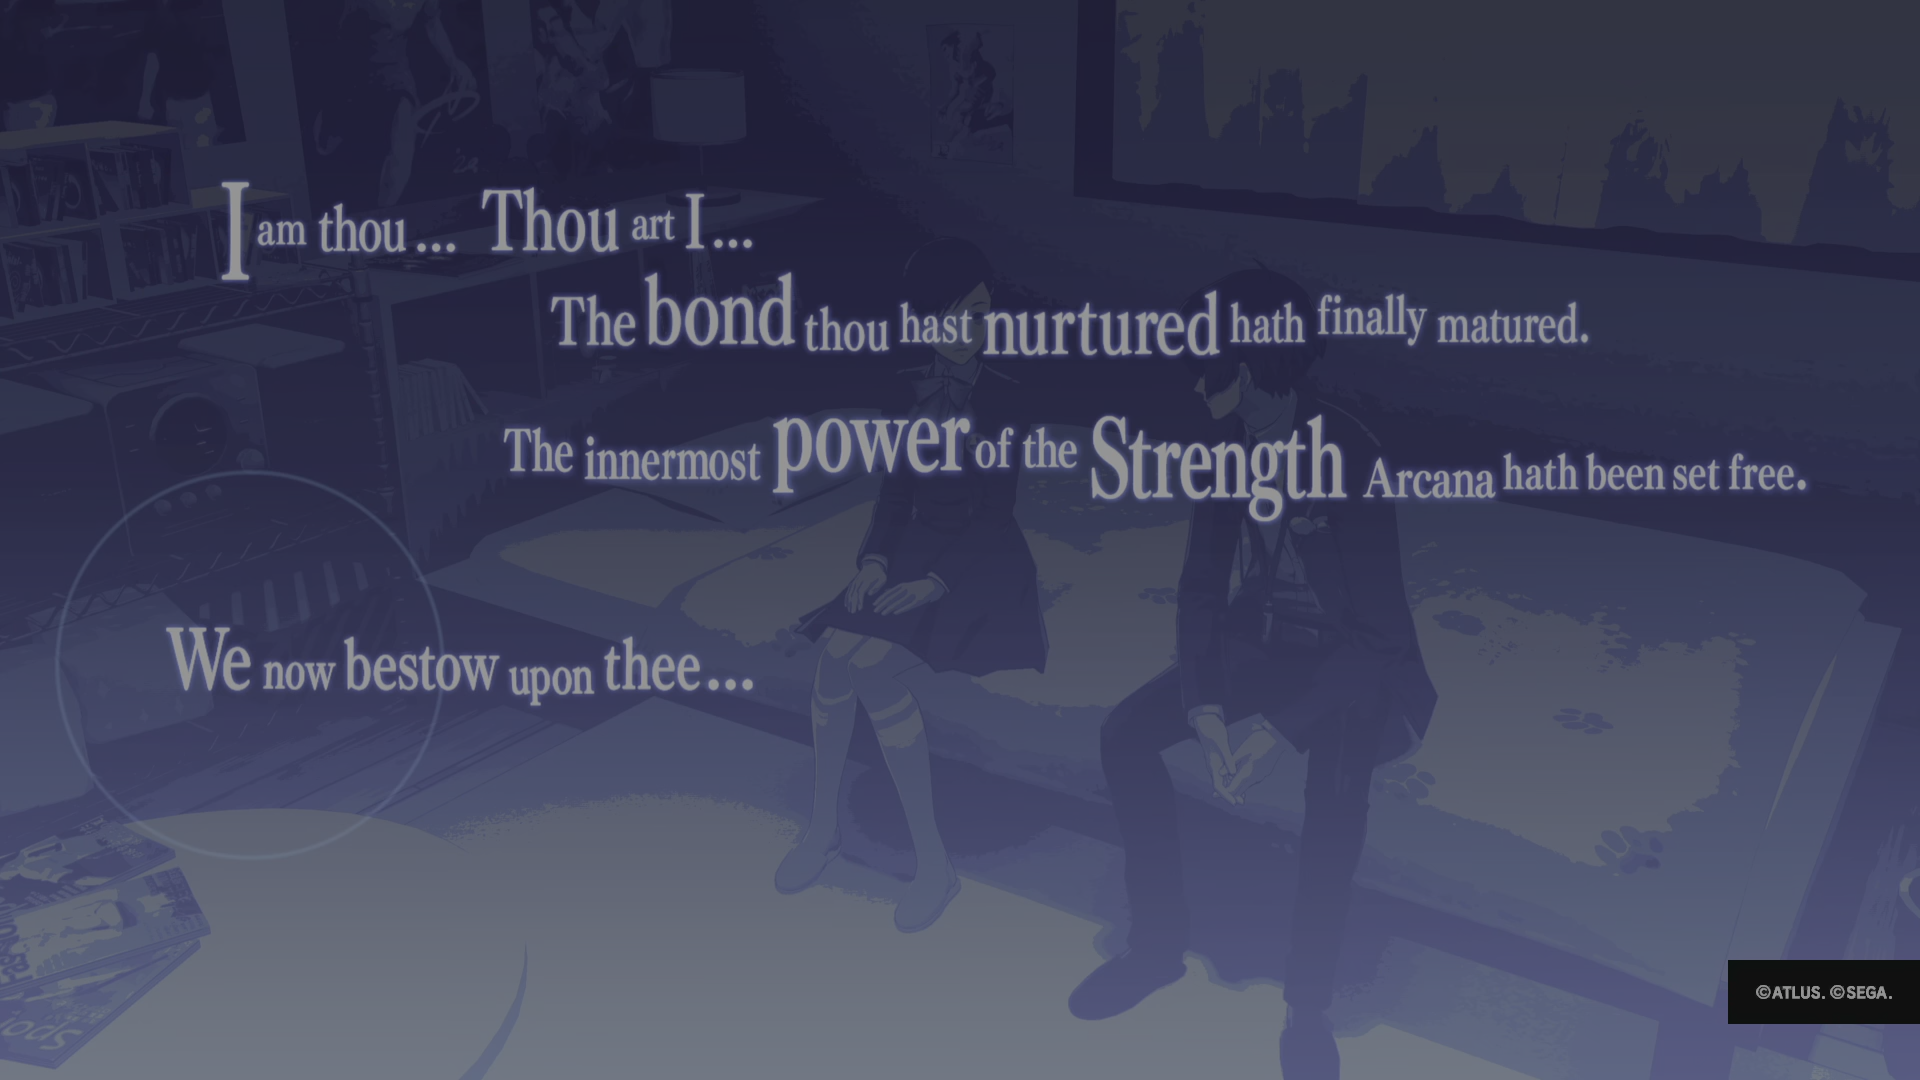 I am thou... Thou art I...
The bond thou hast nurtured hath finally matured.
The innermost power of the Strength Arcana hath been set free.
We now bestow upon thee...
©ATLUS. ©SEGA.